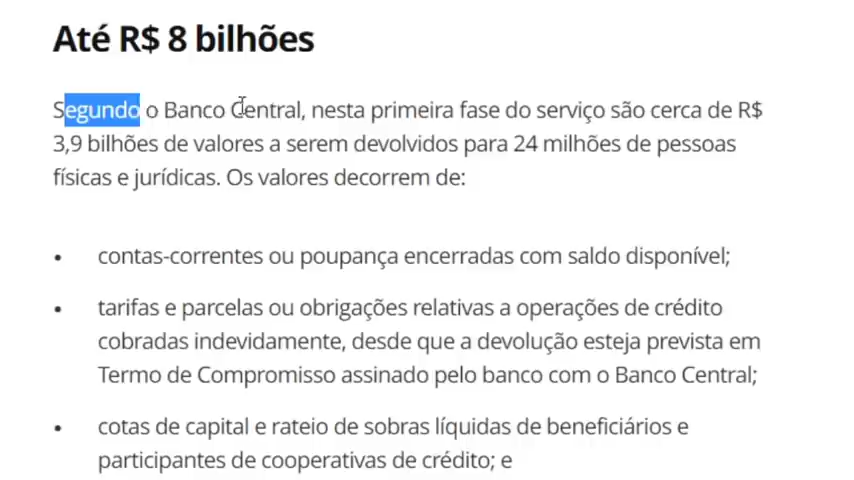 Até R$ 8 bilhões
Segundo o Banco Central, nesta primeira fase do serviço são cerca de R$
3,9 bilhões de valores a serem devolvidos para 24 milhões de pessoas
físicas e jurídicas. Os valores decorrem de:
• contas-correntes ou poupança encerradas com saldo disponível;
• tarifas e parcelas ou obrigações relativas a operações de crédito
cobradas indevidamente, desde que a devolução esteja prevista em
Termo de Compromisso assinado pelo banco com o Banco Central;
• cotas de capital e rateio de sobras líquidas de beneficiários e
participantes de cooperativas de crédito; e